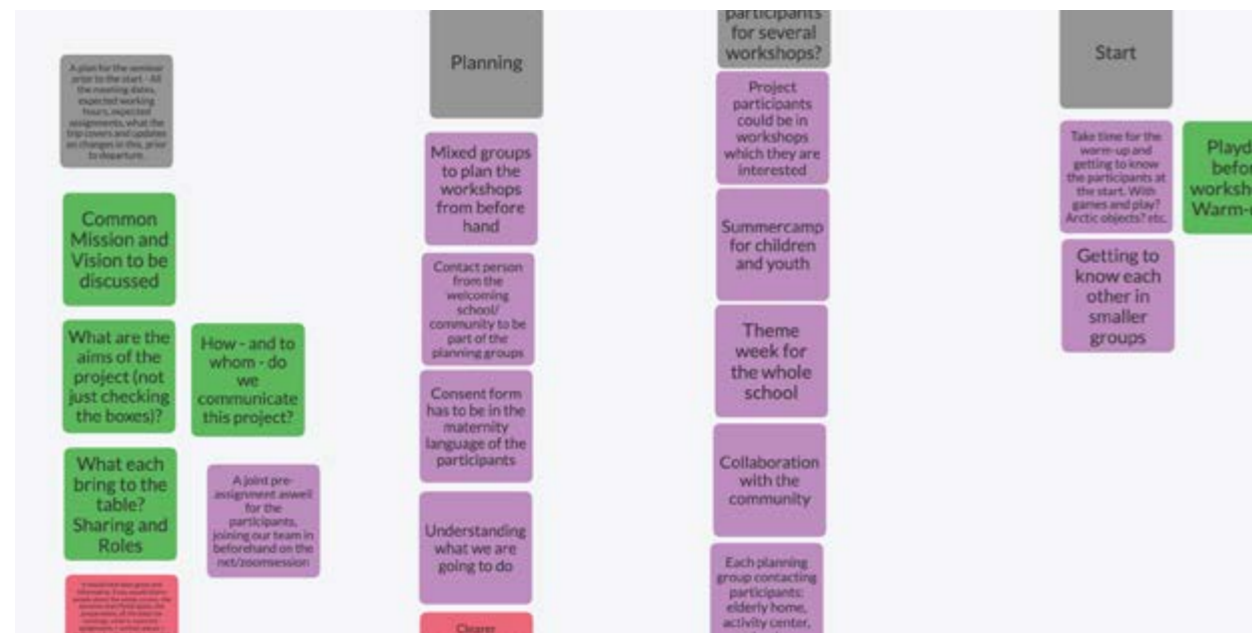 A plan for the seminar
prior to the start - All
the meeting dates,
expected working
hours, expected
assignments, what the
trip covers and updates
on changes in this, prior
to departure.
Common
Mission and
Vision to be
discussed
What are the
aims of the
project (not
just checking
the boxes)?
How - and to
whom - do
we
communicate
this project?
What each
bring to the
table?
Sharing and
Roles
A joint pre-
assignment aswell
for the
participants,
joining our team in
beforehand on the
net/zoomsession
Planning
Mixed groups
to plan the
workshops
from before
hand
Contact person
from the
welcoming
school/
community to be
part of the
planning groups
Consent form
has to be in the
maternity
language of the
participants
Understanding
what we are
going to do
Clearer
participants
for several
workshops?
Project
participants
could be in
workshops
which they are
interested
Summercamp
for children
and youth
Theme
week for
the whole
school
Collaboration
with the
community
Each planning
group contacting
participants:
elderly home,
activity center,
Start
Take time for the
warm-up and
getting to know
the participants at
the start. With
games and play?
Arctic objects? etc.
Getting to
know each
other in
smaller
groups
Playd
befor
worksh
Warm-